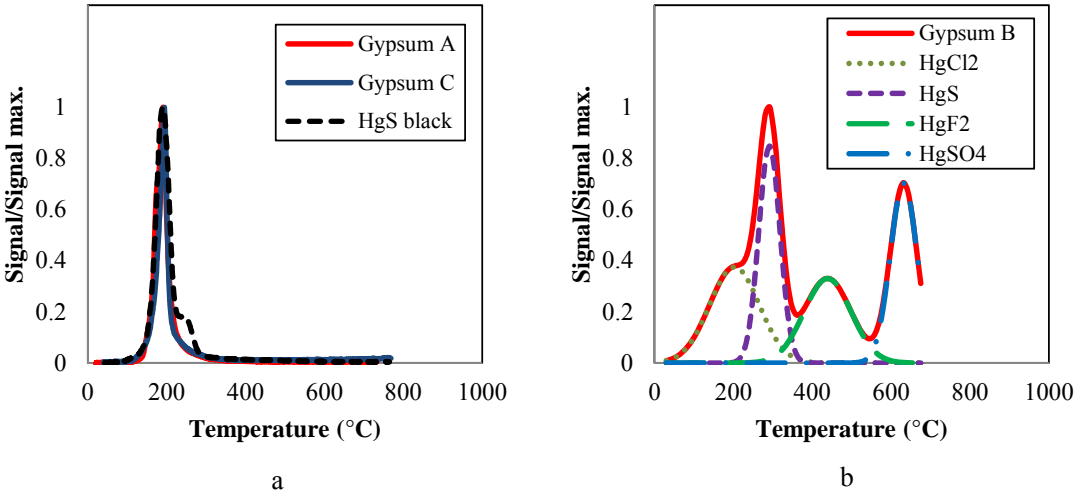 Signal/Signal max.
1
0.8
0.6
0.4
0.2
0
0 200 400 600 800 1000
Temperature (°C)
Gypsum A
Gypsum C
HgS black
a
Signal/Signal max.
1
0.8
0.6
0.4
0.2
0
0 200 400 600 800 1000
Temperature (°C)
Gypsum B
HgCl2
HgS
HgF2
HgSO4
b